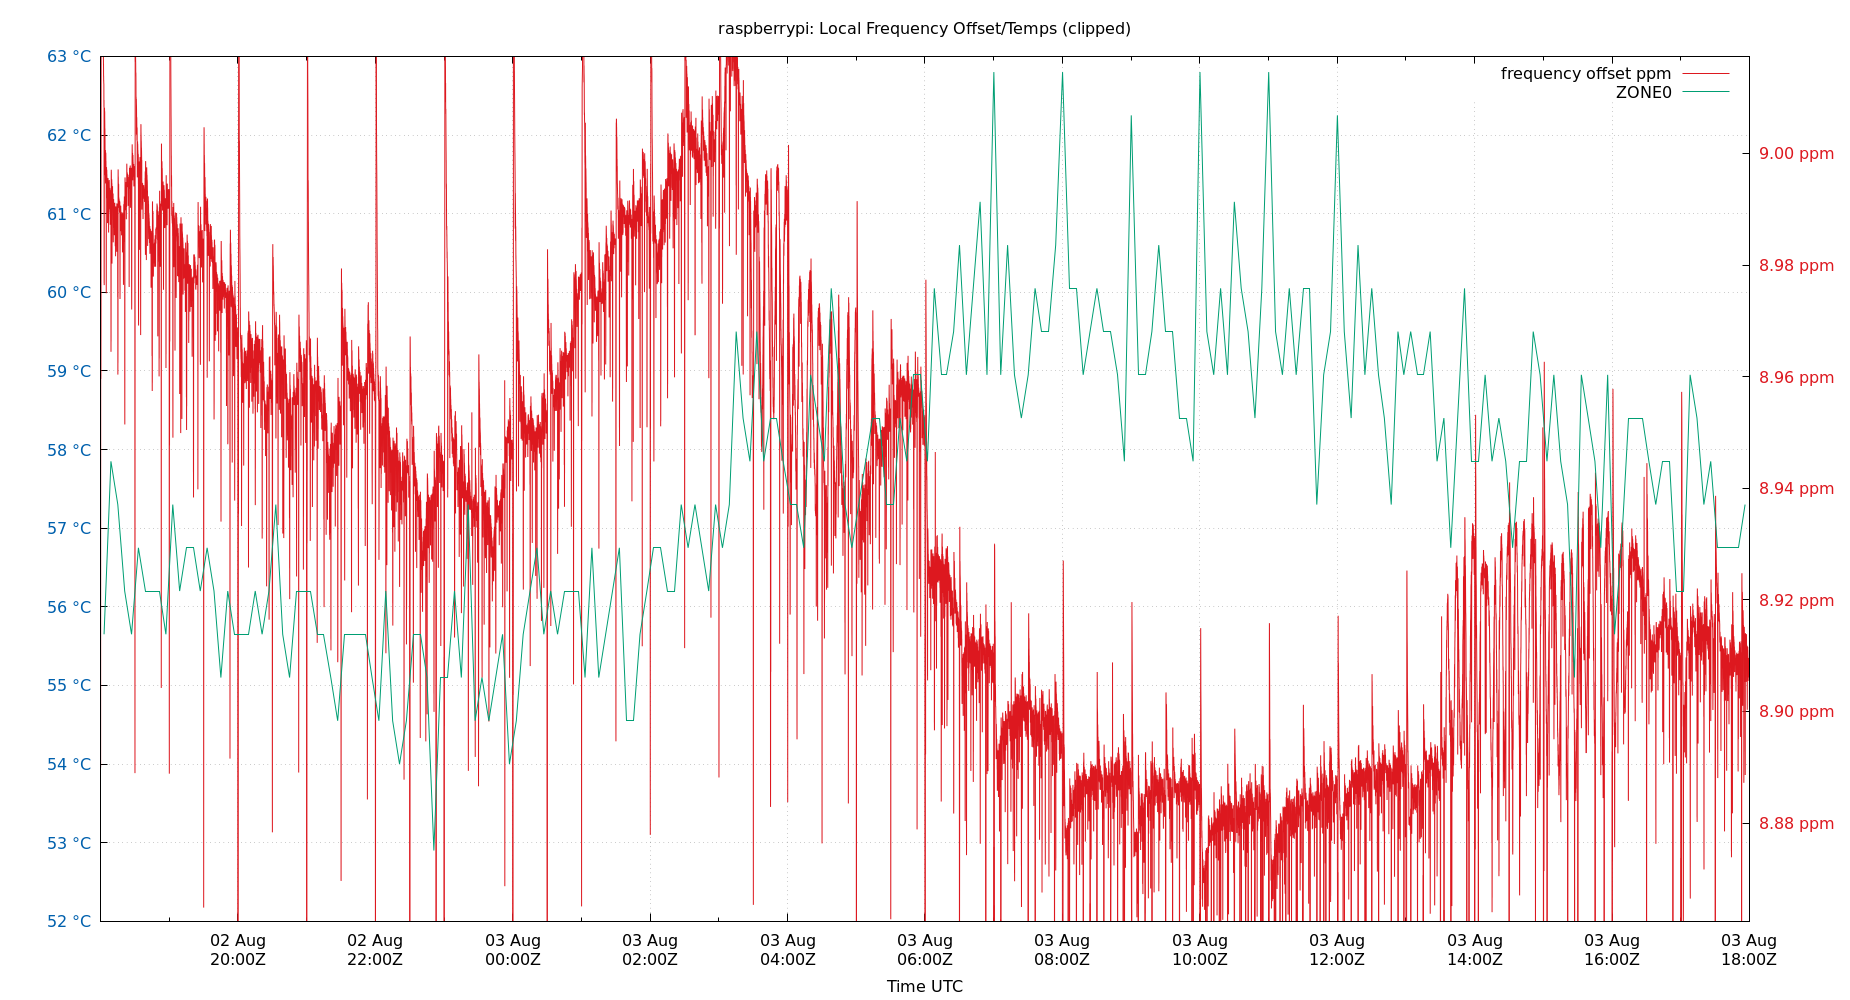 raspberrypi: Local Frequency Offset/Temps (clipped)
63 °C
62 °C
61 °C
60 °C
59 °C
58 °C
57 °C
56 °C
55 °C
54 °C
53 °C
52 °C
frequency offset ppm
ZONE0
9.00 ppm
8.98 ppm
8.96 ppm
8.94 ppm
8.92 ppm
8.90 ppm
8.88 ppm
02 Aug
20:00Z
02 Aug
22:00Z
03 Aug
00:00Z
03 Aug
02:00Z
03 Aug
04:00Z
03 Aug
06:00Z
03 Aug
08:00Z
03 Aug
10:00Z
03 Aug
12:00Z
03 Aug
14:00Z
03 Aug
16:00Z
03 Aug
18:00Z
Time UTC